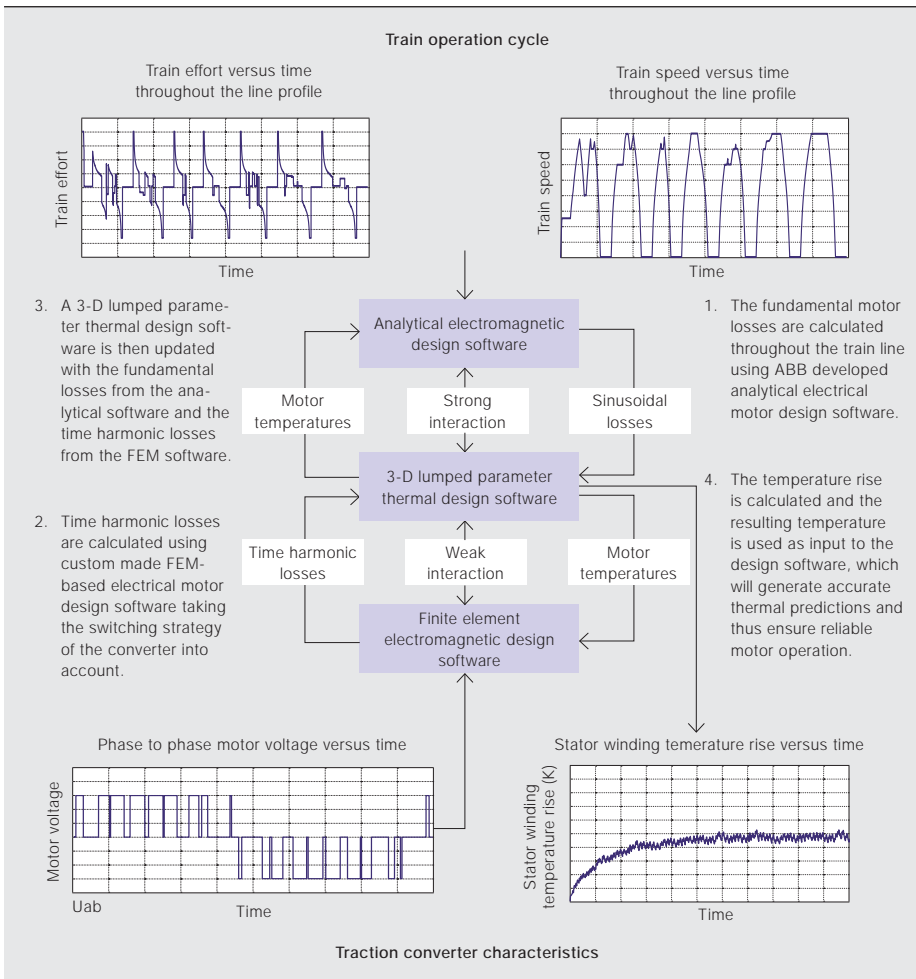 Train operation cycle
Train effort versus time
throughout the line profile
Train effort
Time
Train speed versus time
throughout the line profile
Train speed
Time
3. A 3-D lumped parame-
ter thermal design soft-
ware is then updated
with the fundamental
losses from the ana-
lytical software and the
time harmonic losses
from the FEM software.
2. Time harmonic losses
are calculated using
custom made FEM-
based electrical motor
design software taking
the switching strategy
of the converter into
account.
Analytical electromagnetic
design software
Motor
temperatures
Strong
interaction
Sinusoidal
losses
3-D lumped parameter
thermal design software
Time harmonic
losses
Weak
interaction
Motor
temperatures
Finite element
electromagnetic design
software
1. The fundamental motor
losses are calculated
throughout the train line
using ABB developed
analytical electrical
motor design software.
4. The temperature rise
is calculated and the
resulting temperature
is used as input to the
design software, which
will generate accurate
thermal predictions and
thus ensure reliable
motor operation.
Phase to phase motor voltage versus time
Motor voltage
Uab
Time
Stator winding temerature rise versus time
Stator winding
temperature rise (K)
Time
Traction converter characteristics